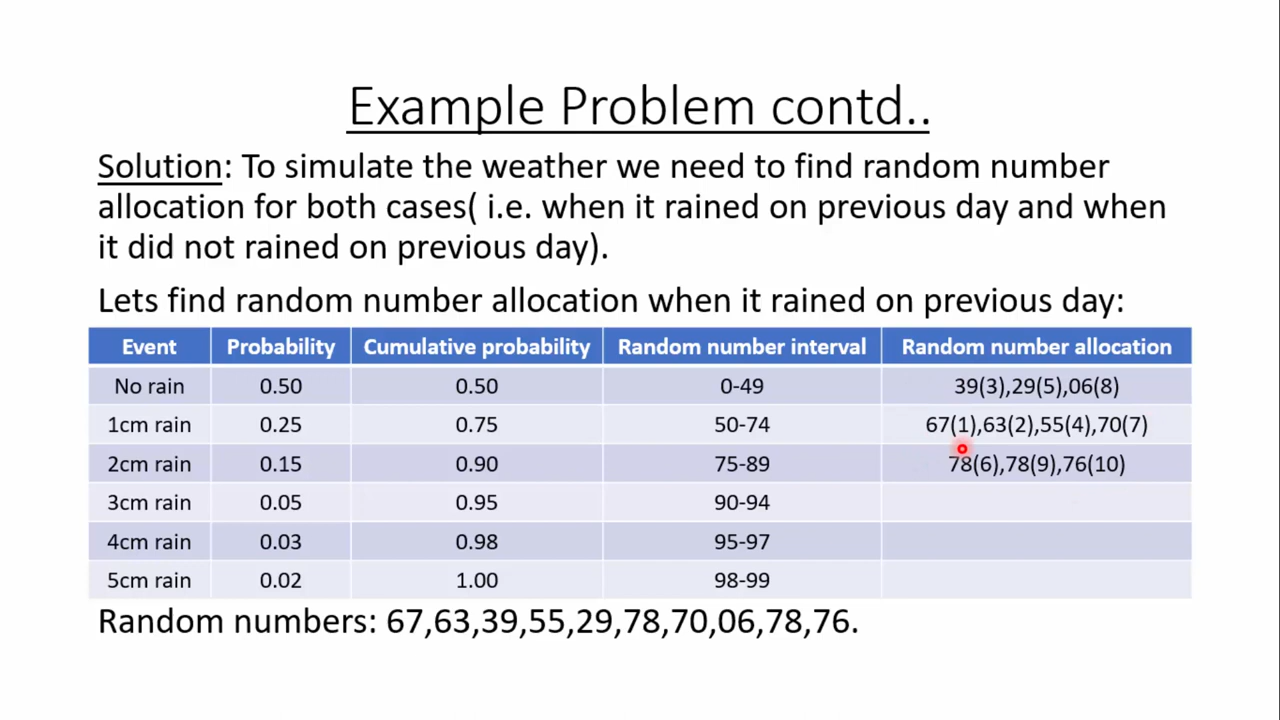 Example Problem contd..
Solution: To simulate the weather we need to find random number
allocation for both cases( i.e. when it rained on previous day and when
it did not rained on previous day).
Lets find random number allocation when it rained on previous day:
Event Probability Cumulative probability Random number interval Random number allocation
No rain 0.50 0.50 0-49 39(3),29(5),06(8)
1cm rain 0.25 0.75 50-74 67(1),63(2),55(4),70(7)
2cm rain 0.15 0.90 75-89 78(6),78(9),76(10)
3cm rain 0.05 0.95 90-94
4cm rain 0.03 0.98 95-97
5cm rain 0.02 1.00 98-99
Random numbers: 67,63,39,55,29,78,70,06,78,76.